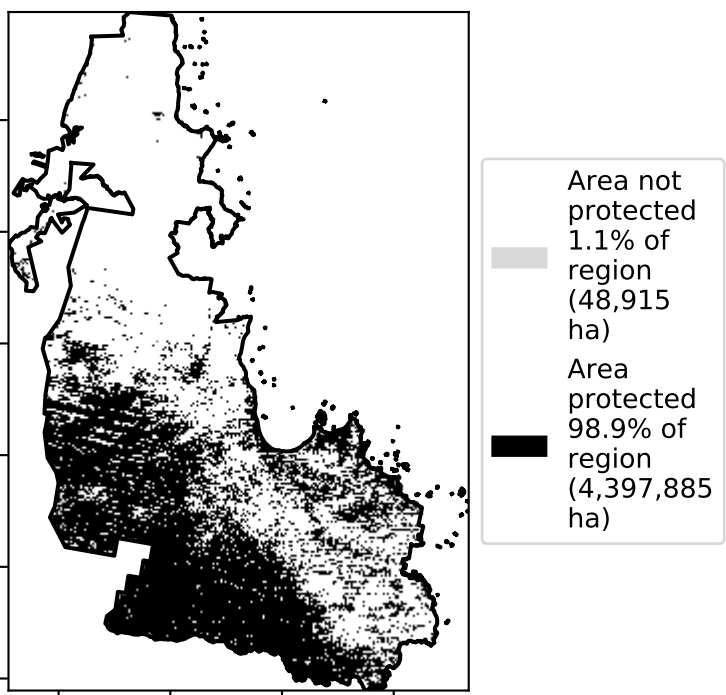 Area not
protected
1.1% of
region
(48,915
ha)
Area
protected
98.9% of
region
(4,397,885
ha)